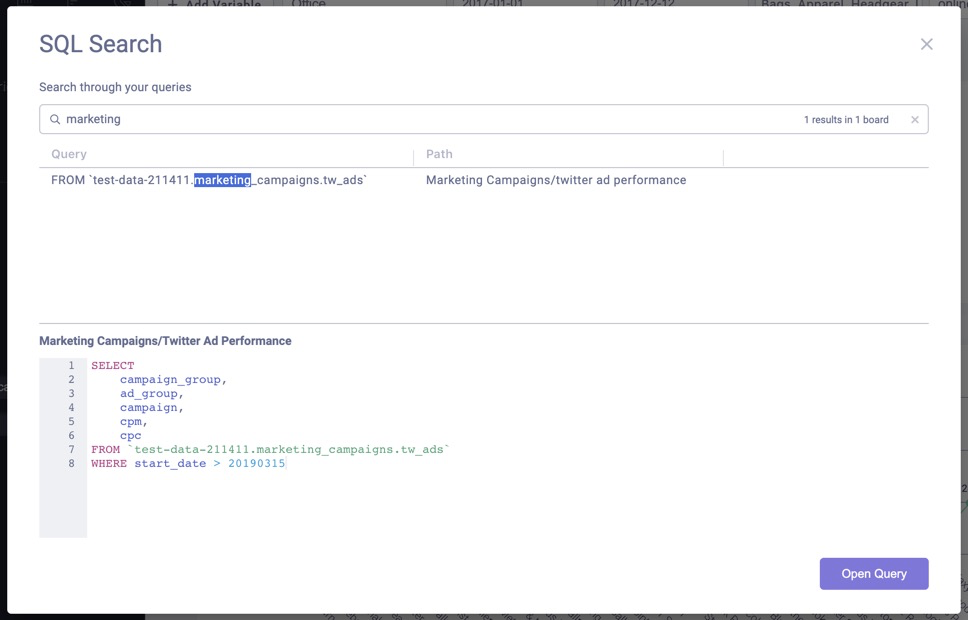 + Add Variable Office 2017-01-01 2017-12-12 Bags, Apparel, Headgear
SQL Search
Search through your queries
marketing 1 results in 1 board
Query Path
FROM `test-data-211411.marketing_campaigns.tw_ads` Marketing Campaigns/twitter ad performance
Marketing Campaigns/Twitter Ad Performance
1 SELECT
2 campaign_group,
3 ad_group,
4 campaign,
5 cpm,
6 cpc
7 FROM `test-data-211411.marketing_campaigns.tw_ads`
8 WHERE start_date > 20190315
Open Query